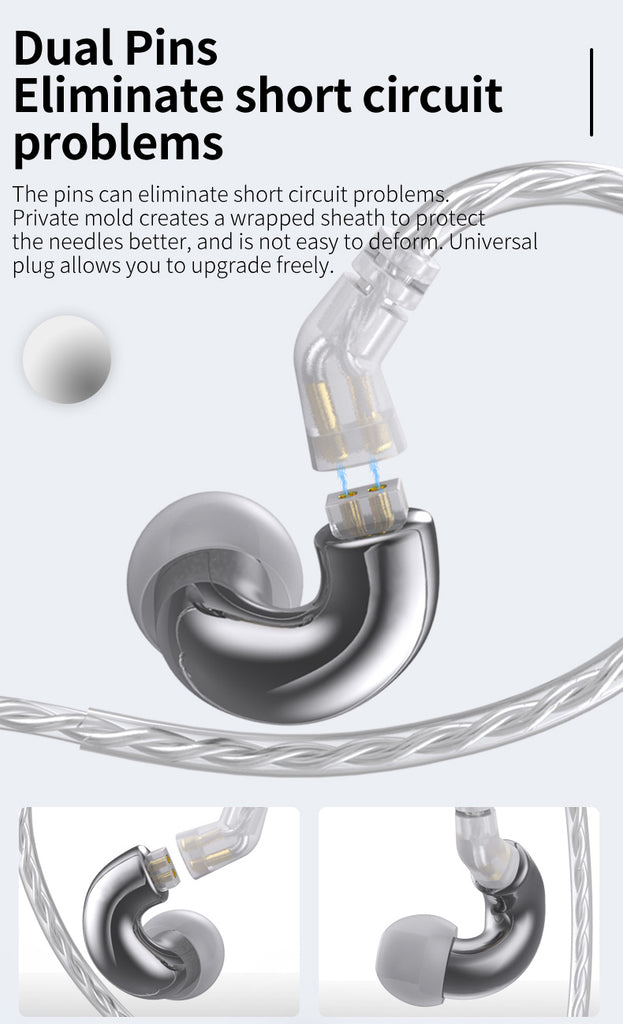 Dual Pins
Eliminate short circuit
problems
The pins can eliminate short circuit problems.
Private mold creates a wrapped sheath to protect
the needles better, and is not easy to deform. Universal
plug allows you to upgrade freely.